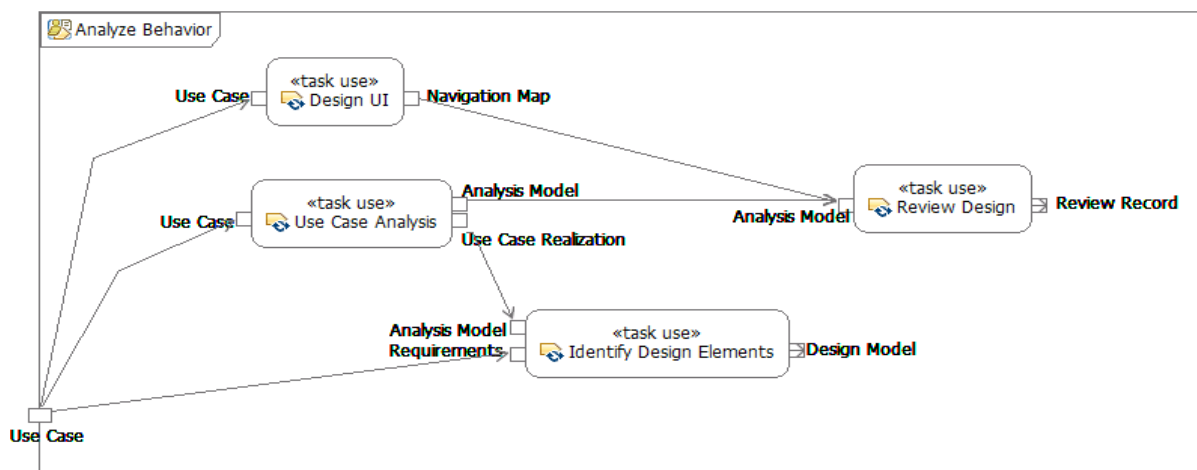 Analyze Behavior
«task use»
Use Case
Design UI
Navigation Map
«task use»
Analysis Model
Use Case
Use Case Analysis
Use Case Realization
«task use»
Analysis Model
Review Design
Review Record
«task use»
Analysis Model
Requirements
Identify Design Elements
Design Model
Use Case